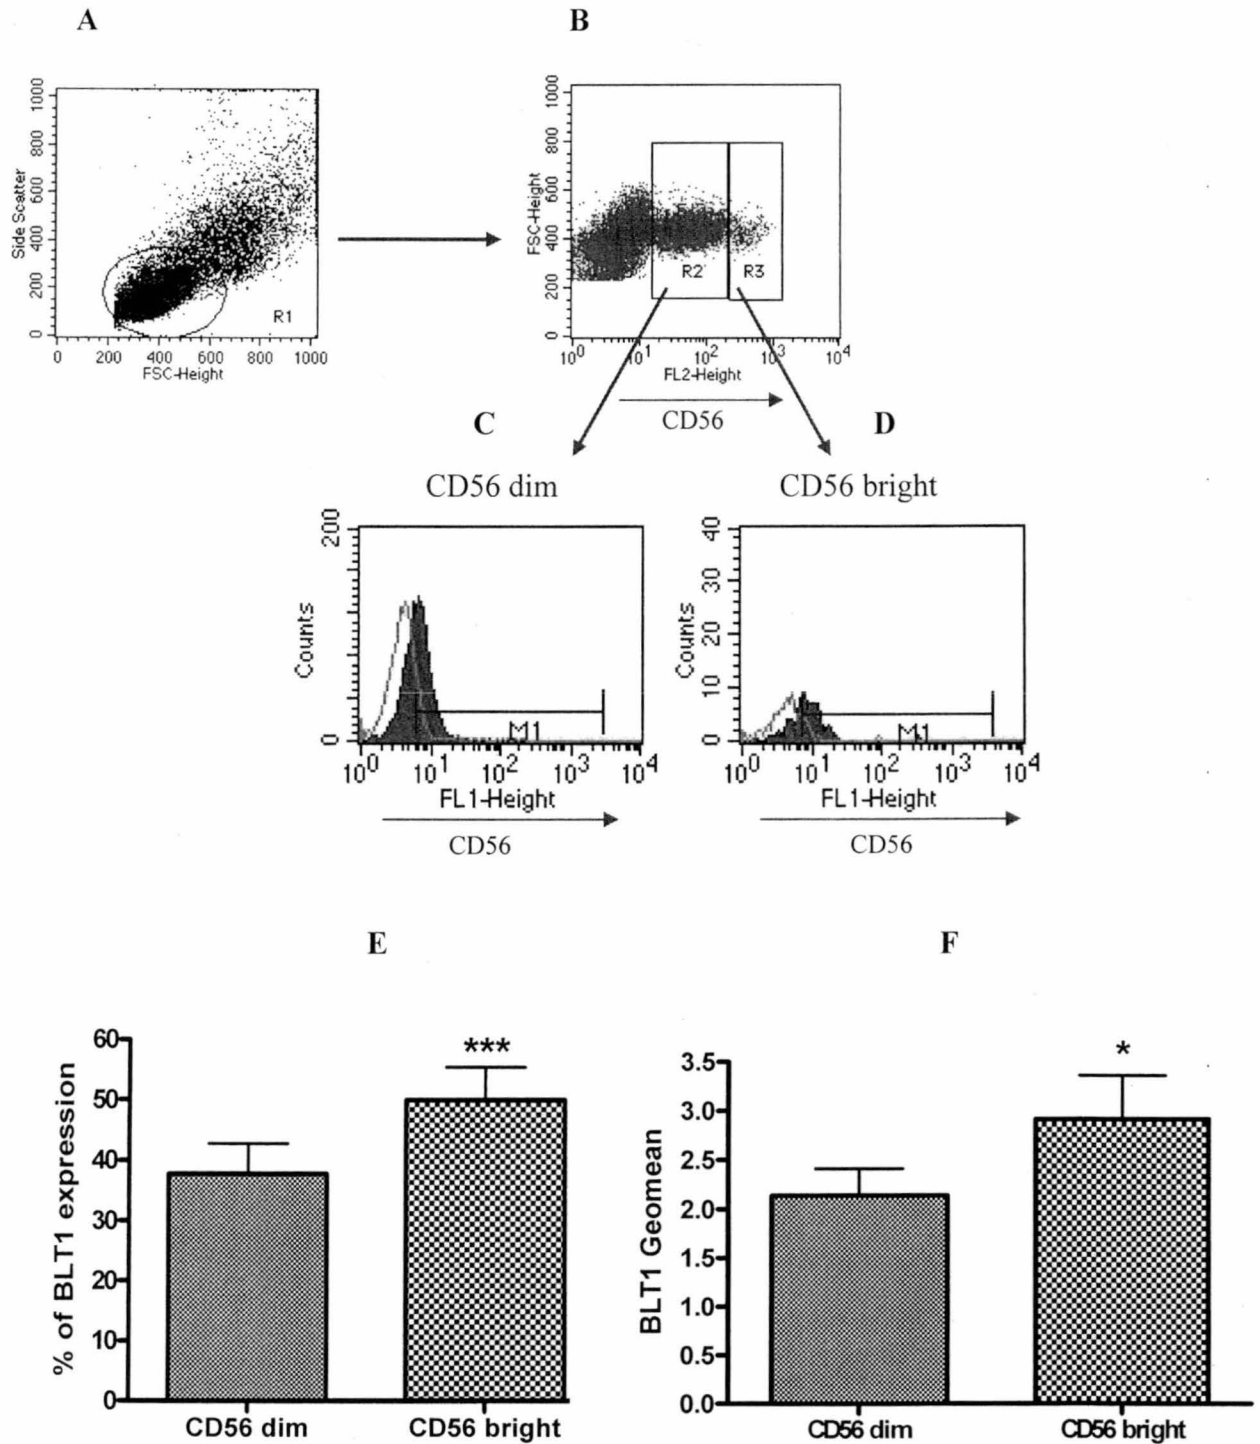 A
B
1000
800
600
400
200
0
Side Scatter
R1
0 200 400 600 800 1000
FSC-Height
1000
800
600
400
200
0
FSC-Height
R2 R3
10^0 10^1 10^2 10^3 10^4
FL2-Height
CD56
C
D
CD56 dim
CD56 bright
200
0
Counts
M1
10^0 10^1 10^2 10^3 10^4
FL1-Height
CD56
40
30
20
10
0
Counts
M1
10^0 10^1 10^2 10^3 10^4
FL1-Height
CD56
E
F
60
50
40
30
20
10
0
% of BLT1 expression
***
CD56 dim CD56 bright
3.5
3.0
2.5
2.0
1.5
1.0
0.5
0.0
BLT1 Geomean
*
CD56 dim CD56 bright